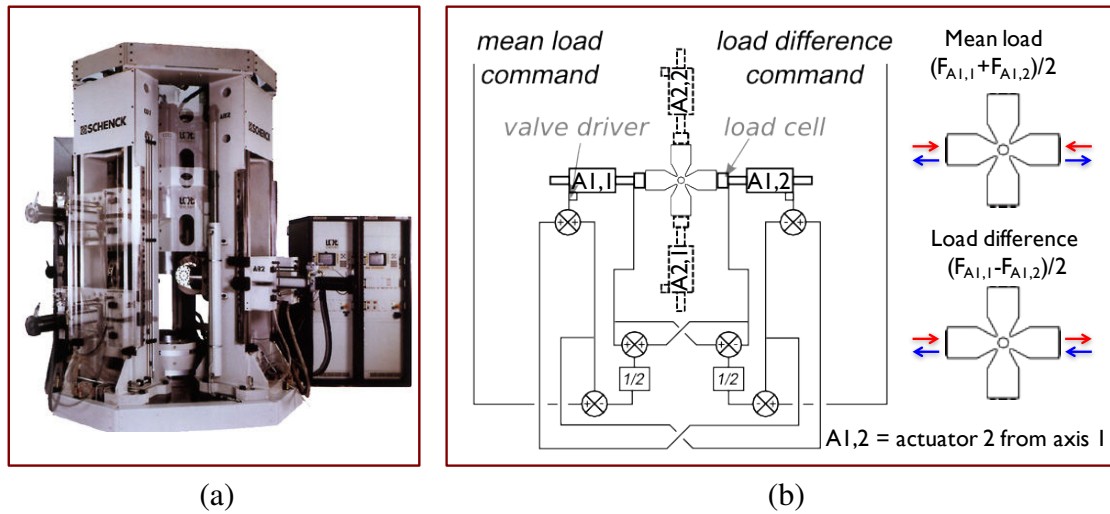 SCHENCK
AR2
mean load
command
load difference
command
valve driver
load cell
A2,2
A1,1
A1,2
A2,1
1/2
1/2
Mean load
(FA1,1+FA1,2)/2
Load difference
(FA1,1-FA1,2)/2
A1,2 = actuator 2 from axis 1
(a)
(b)